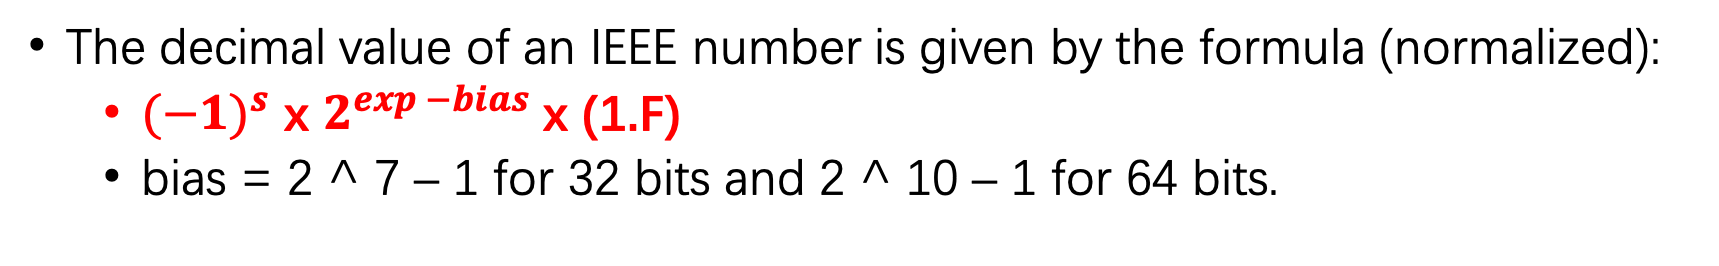 • The decimal value of an IEEE number is given by the formula (normalized):
• (−1)^s x 2^{exp −bias} x (1.F)
• bias = 2 ^ 7 – 1 for 32 bits and 2 ^ 10 – 1 for 64 bits.